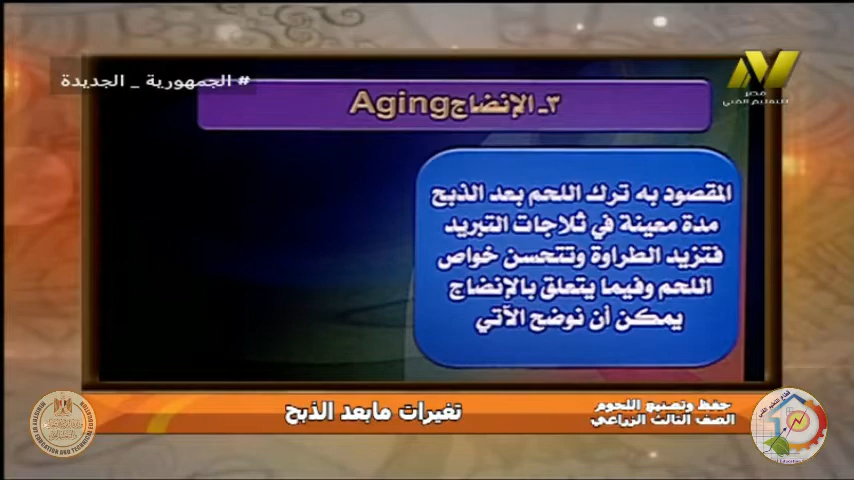 # الجمهورية _ الجديدة
مصر
للتعليم الفني
٣ـ الإنضاج Aging
المقصود به ترك اللحم بعد الذبح
مدة معينة في ثلاجات التبريد
فتزيد الطراوة وتتحسن خواص
اللحم وفيما يتعلق بالإنضاج
يمكن أن نوضح الآتي
حفظ وتصنيع اللحوم
الصف الثالث الزراعي
تغيرات مابعد الذبح